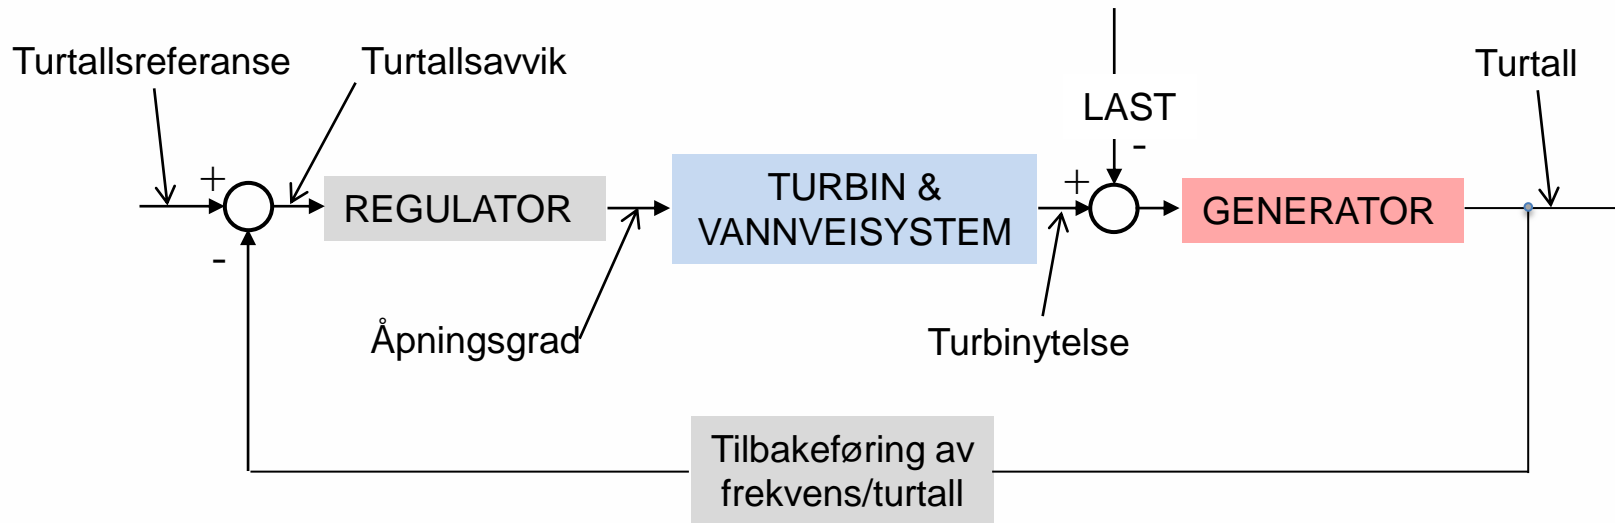 Turtallsreferanse
Turtallsavvik
LAST
Turtall
+
-
REGULATOR
TURBIN &
VANNVEISYSTEM
+
-
GENERATOR
Åpningsgrad
Turbinytelse
Tilbakeføring av
frekvens/turtall